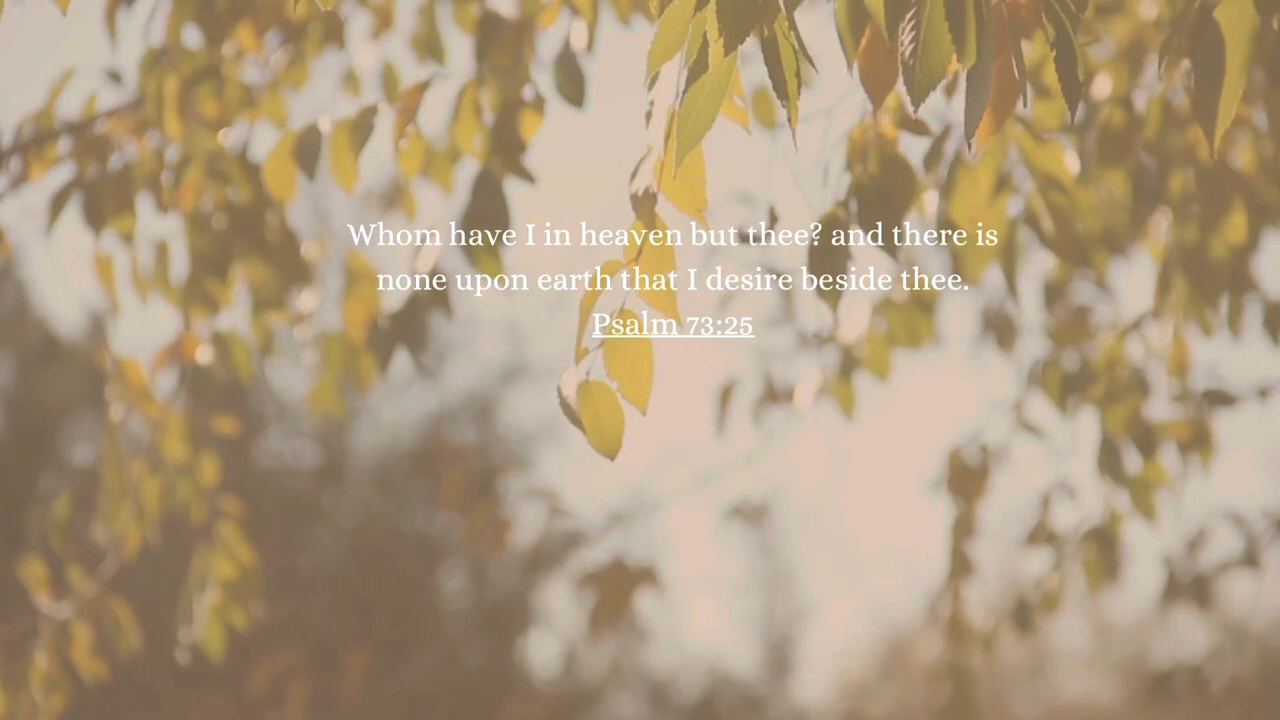 Whom have I in heaven but thee? and there is
none upon earth that I desire beside thee.
Psalm 73:25